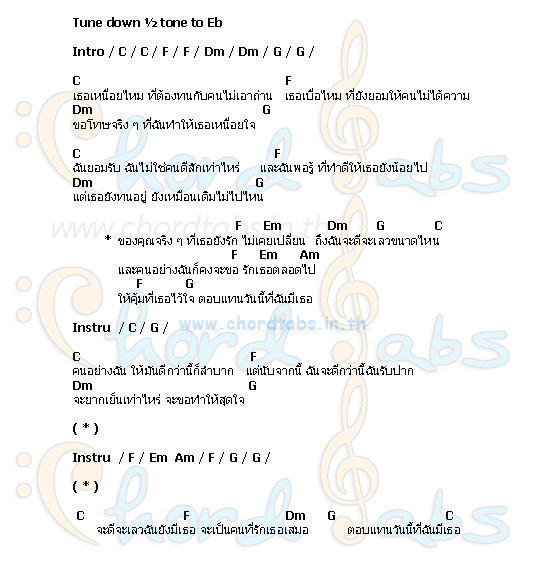 Tune down ½ tone to Eb
Intro / C / C / F / F / Dm / Dm / G / G /
C F
เธอเหนื่อยไหม ที่ต้องทนกับคนไม่เอาถ่าน เธอเบื่อไหม ที่ยังยอมให้คนไม่ได้ความ
Dm G
ขอโทษจริง ๆ ที่ฉันทำให้เธอเหนื่อยใจ
C F
ฉันยอมรับ ฉันไม่ใช่คนดีสักเท่าไหร่ และฉันพอรู้ ที่ทำดีให้เธอยังน้อยไป
Dm G
แต่เธอยังทนอยู่ ยังเหมือนเดิมไม่ไปไหน
www.chordtabs.in.th
F Em Dm G C
* ของคุณจริง ๆ ที่เธอยังรัก ไม่เคยเปลี่ยน ถึงฉันจะดีจะเลวขนาดไหน
F Em Am
และคนอย่างฉันก็คงจะขอ รักเธอตลอดไป
F G
ให้คุ้มที่เธอไว้ใจ ตอบแทนวันนี้ที่ฉันมีเธอ
Instru / C / G /
www.chordtabs.in.th
C F
คนอย่างฉัน ให้มันดีกว่านี้ก็ลำบาก แต่นับจากนี้ ฉันจะดีกว่านี้ฉันรับปาก
Dm G
จะยากเย็นเท่าไหร่ จะขอทำให้สุดใจ
( * )
Instru / F / Em Am / F / G / G /
( * )
C F Dm G C
จะดีจะเลวฉันยังมีเธอ จะเป็นคนที่รักเธอเสมอ ตอบแทนวันนี้ที่ฉันมีเธอ